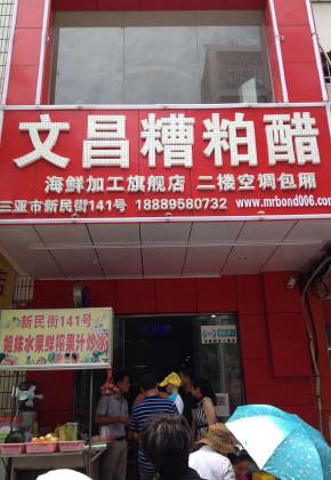 文昌糟粕醋
海鲜加工旗舰店 二楼空调包厢
三亚市新民街141号 18889580732 www.mrbond006.com
新民街141号
姐妹水果鲜榨果汁炒冰